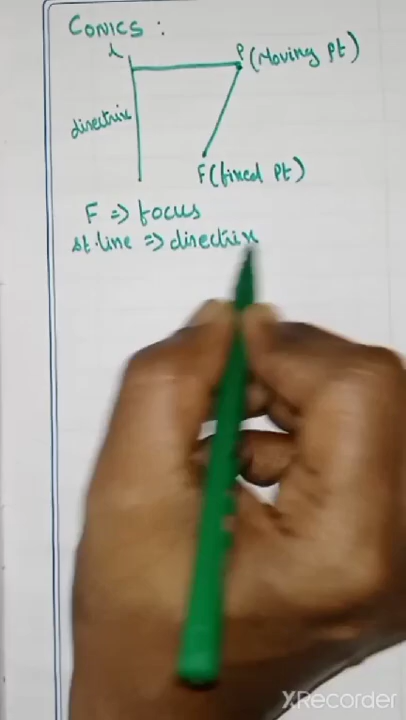 CONICS :
l
P (Moving pt)
directrix
F (fixed pt)
F => focus
st.line => directrix
XRecorder